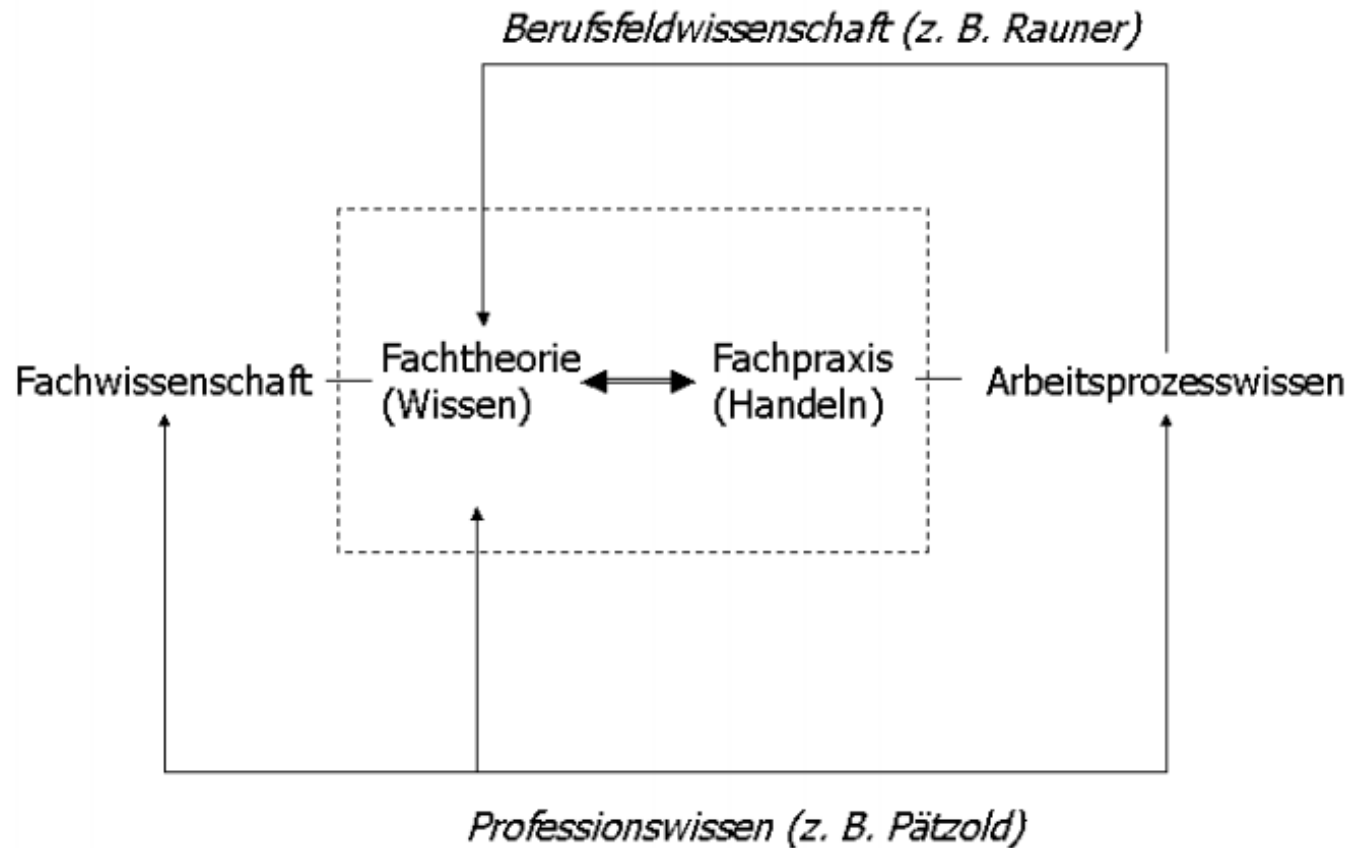 Berufsfeldwissenschaft (z. B. Rauner)
Fachwissenschaft
Fachtheorie
(Wissen)
Fachpraxis
(Handeln)
Arbeitsprozesswissen
Professionswissen (z. B. Pätzold)